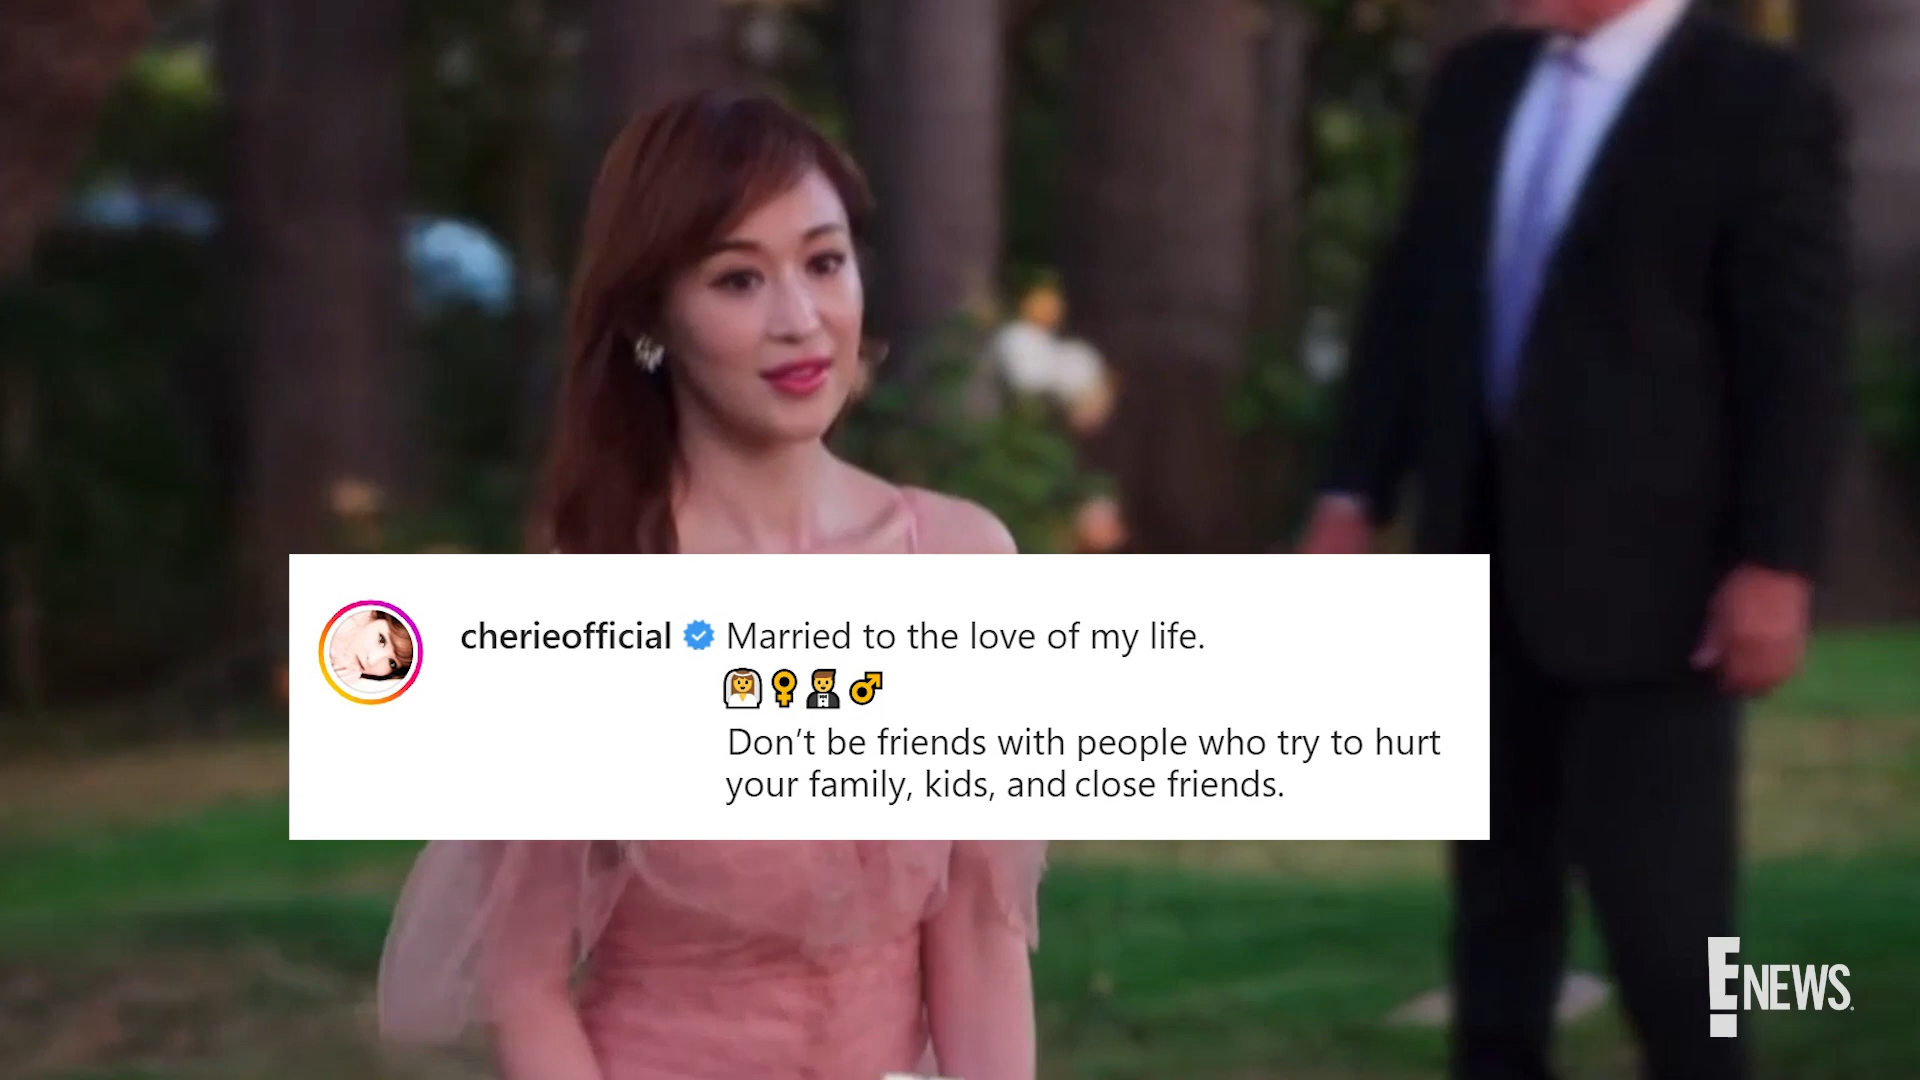 cherieofficial Married to the love of my life.
Don't be friends with people who try to hurt
your family, kids, and close friends.
E! NEWS